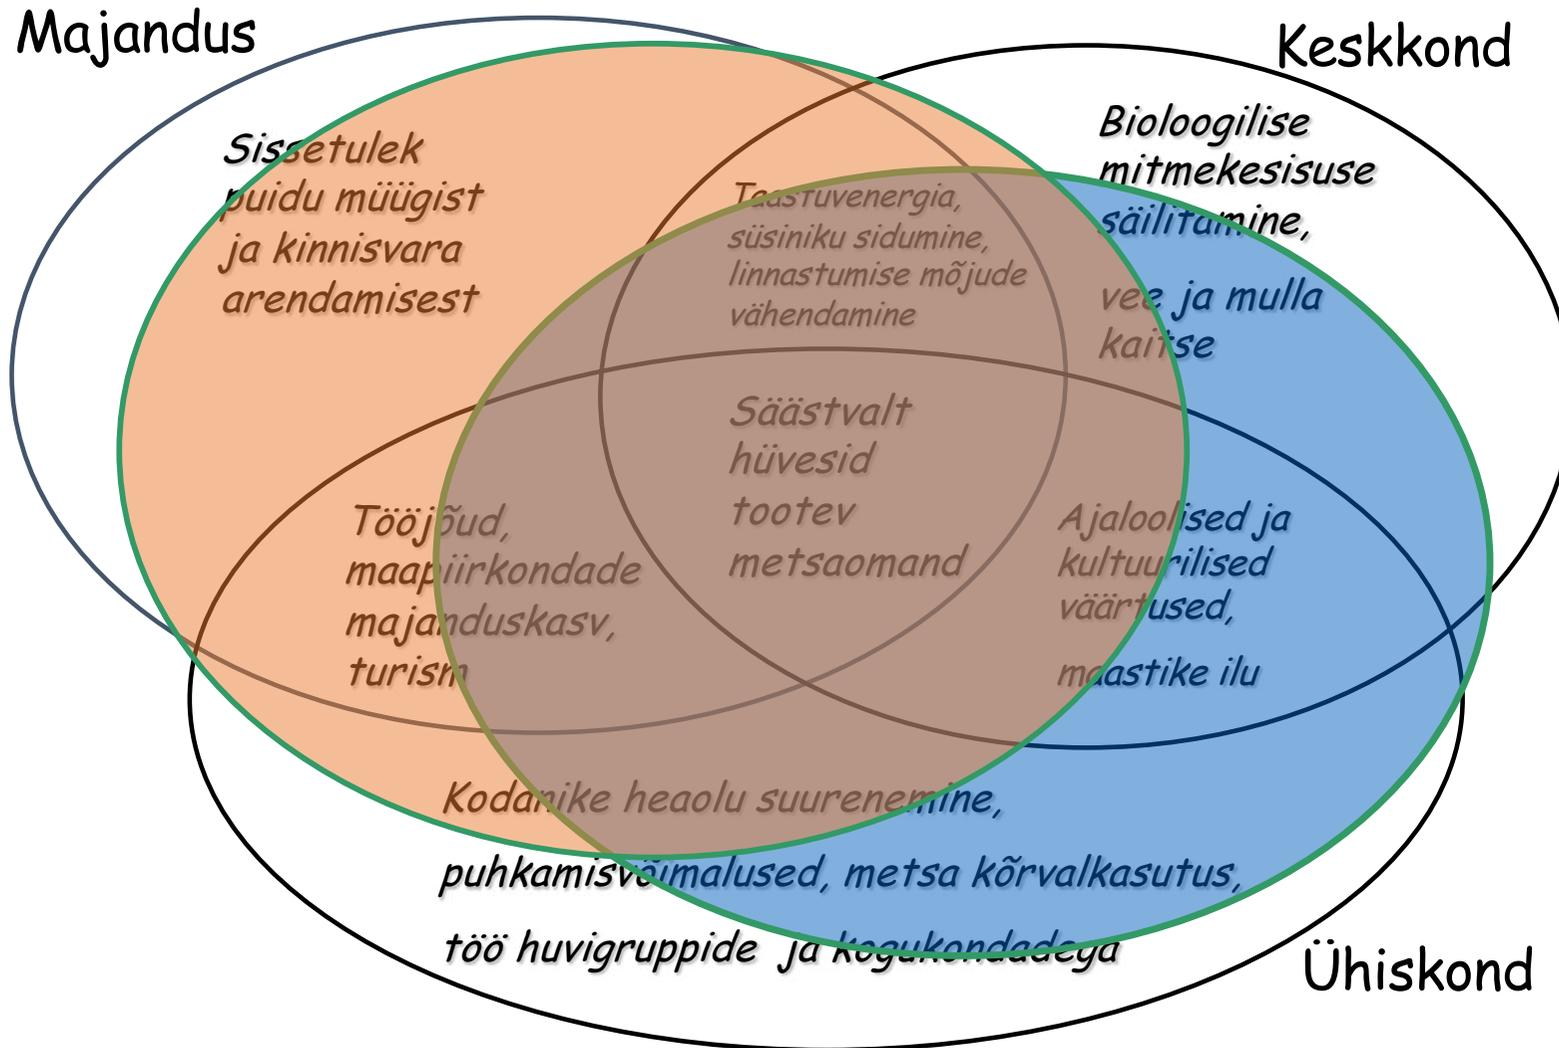 Majandus
Keskkond
Sissetulek
puidu müügist
ja kinnisvara
arendamisest
Taastuvenergia,
süsiniku sidumine,
linnastumise mõjude
vähendamine
Bioloogilise
mitmekesisuse
säilitamine,
vee ja mulla
kaitse
Säästvalt
hüvesid
tootev
metsaomand
Tööjõud,
maapiirkondade
majanduskasv,
turism
Ajaloolised ja
kultuurilised
väärtused,
maastike ilu
Kodanike heaolu suurenemine,
puhkamisvõimalused, metsa kõrvalkasutus,
töö huvigruppide ja kogukondadega
Ühiskond